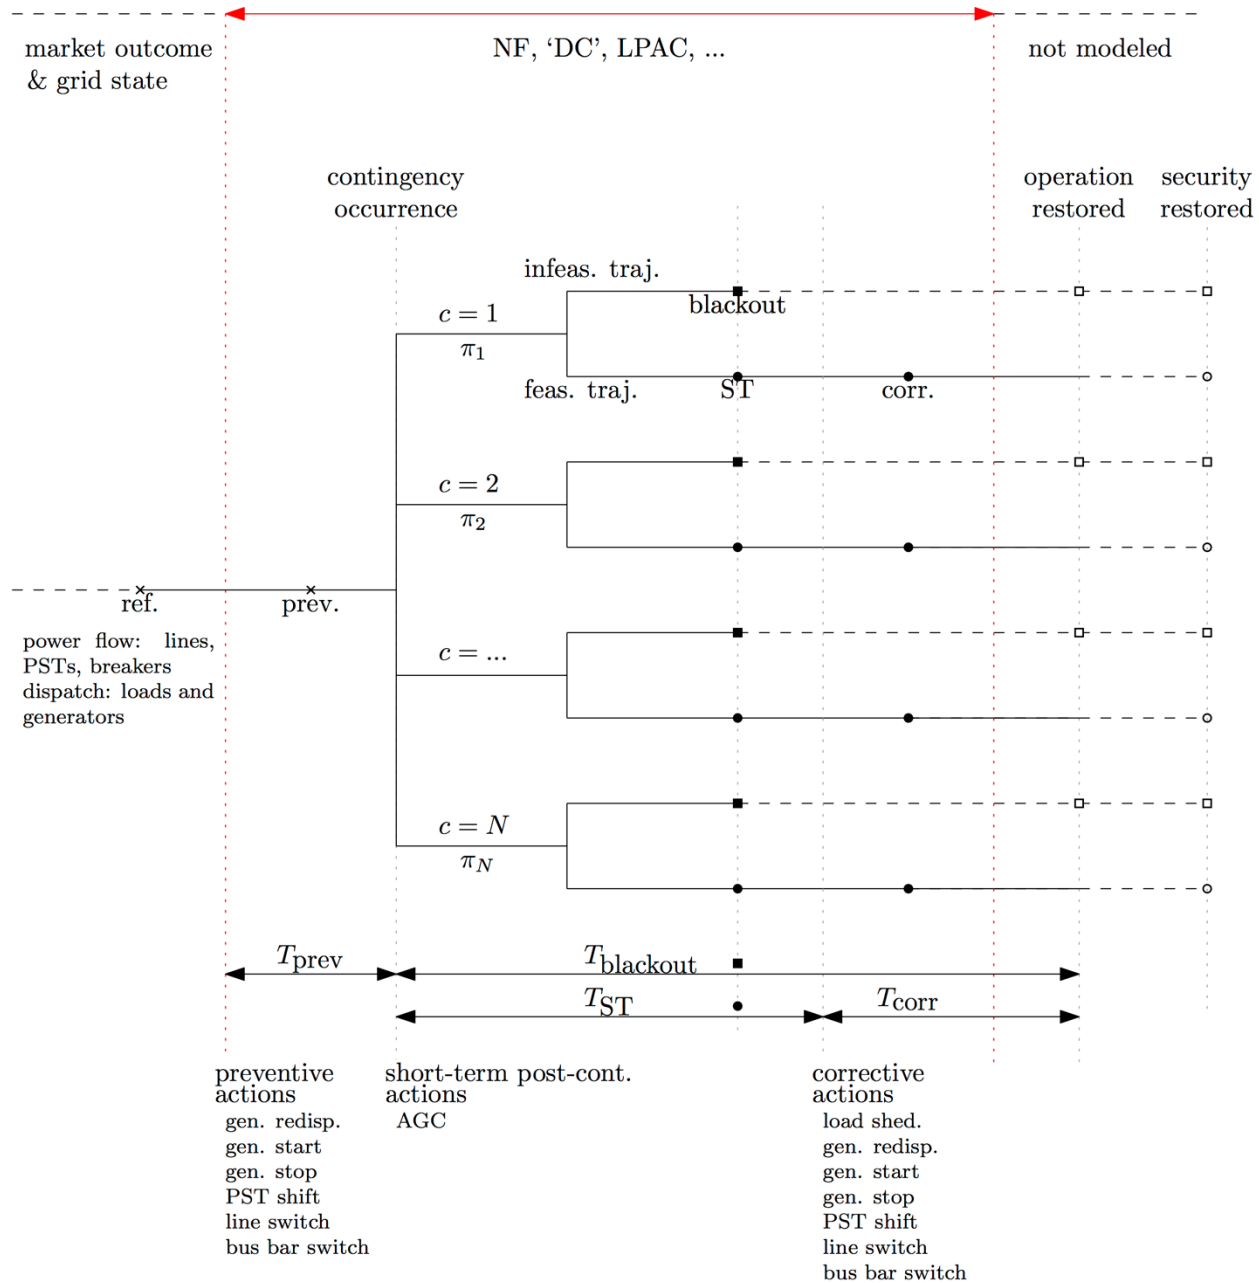 market outcome
& grid state
NF, ‘DC’, LPAC, ...
not modeled
contingency
occurrence
operation
restored
security
restored
infeas. traj.
blackout
c = 1
π1
feas. traj.
ST
corr.
c = 2
π2
ref.
prev.
power flow: lines,
PSTs, breakers
dispatch: loads and
generators
c = ...
c = N
πN
Tprev
Tblackout
TST
Tcorr
preventive
actions
gen. redisp.
gen. start
gen. stop
PST shift
line switch
bus bar switch
short-term post-cont.
actions
AGC
corrective
actions
load shed.
gen. redisp.
gen. start
gen. stop
PST shift
line switch
bus bar switch